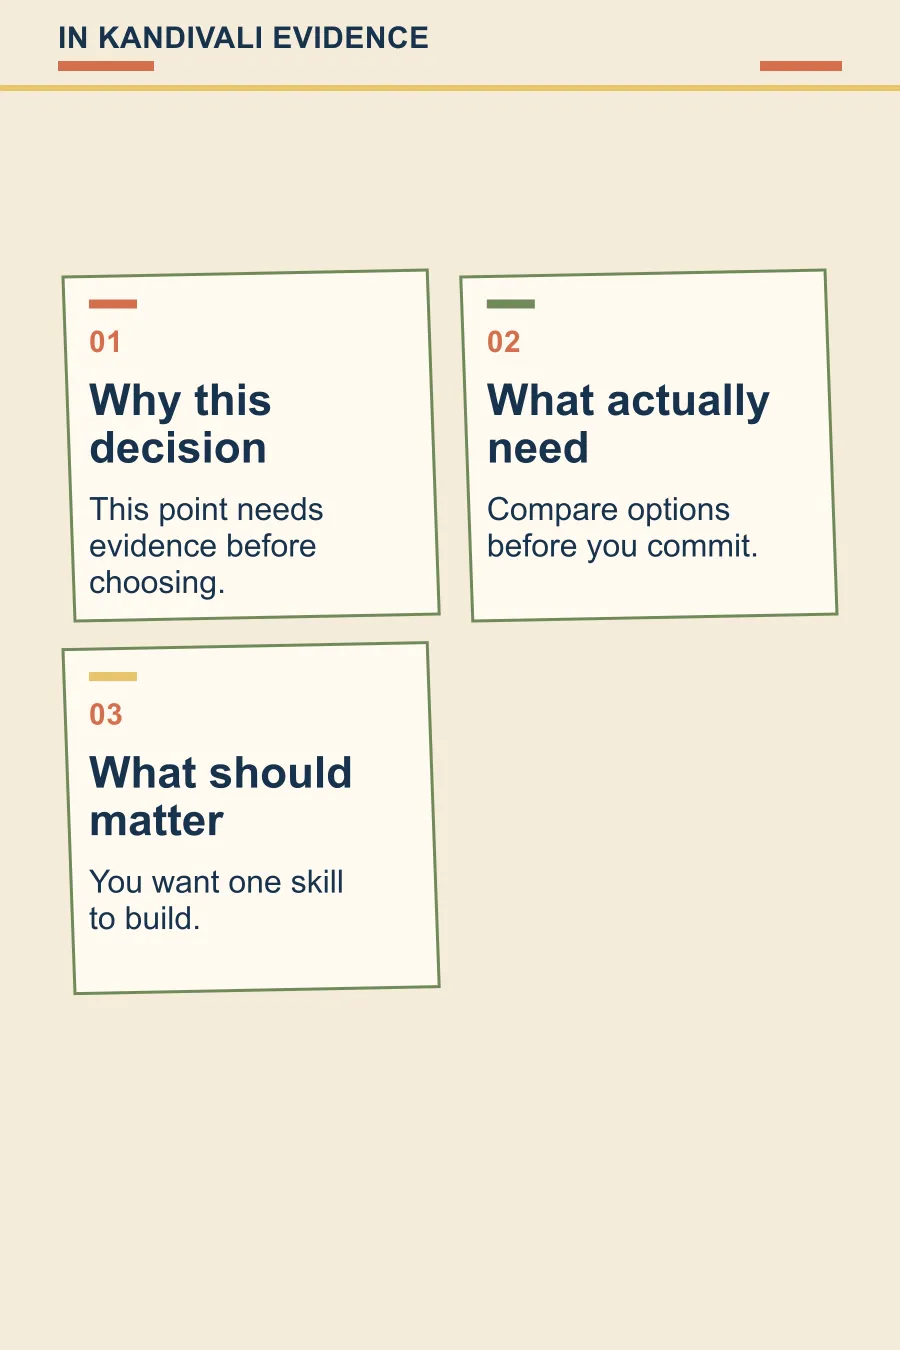 IN KANDIVALI EVIDENCE
01
Why this
decision
This point needs
evidence before
choosing.
02
What actually
need
Compare options
before you commit.
03
What should
matter
You want one skill
to build.